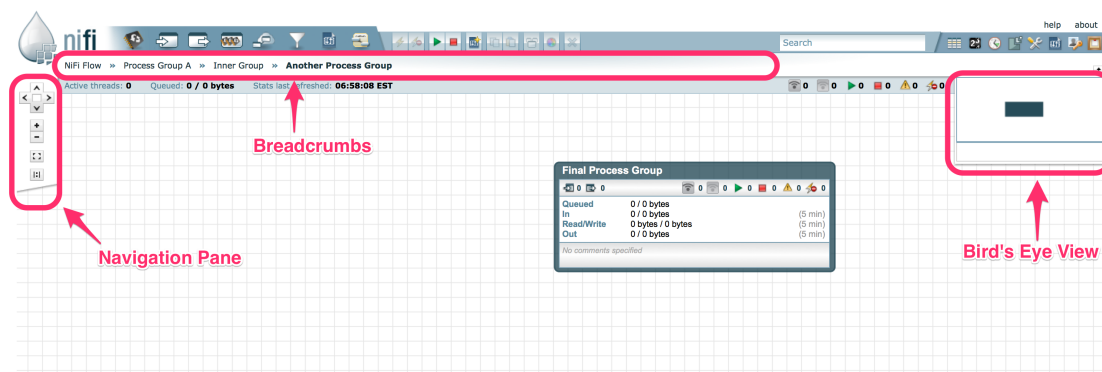 help about
nifi
Search
NiFi Flow » Process Group A » Inner Group » Another Process Group
Active threads: 0 Queued: 0 / 0 bytes Stats last refreshed: 06:58:08 EST
0 0 0 0 0 0
Breadcrumbs
Final Process Group
0 0 0 0 0 0 0 0
Queued 0 / 0 bytes
In 0 / 0 bytes (5 min)
Read/Write 0 bytes / 0 bytes (5 min)
Out 0 / 0 bytes (5 min)
No comments specified
Navigation Pane
Bird's Eye View